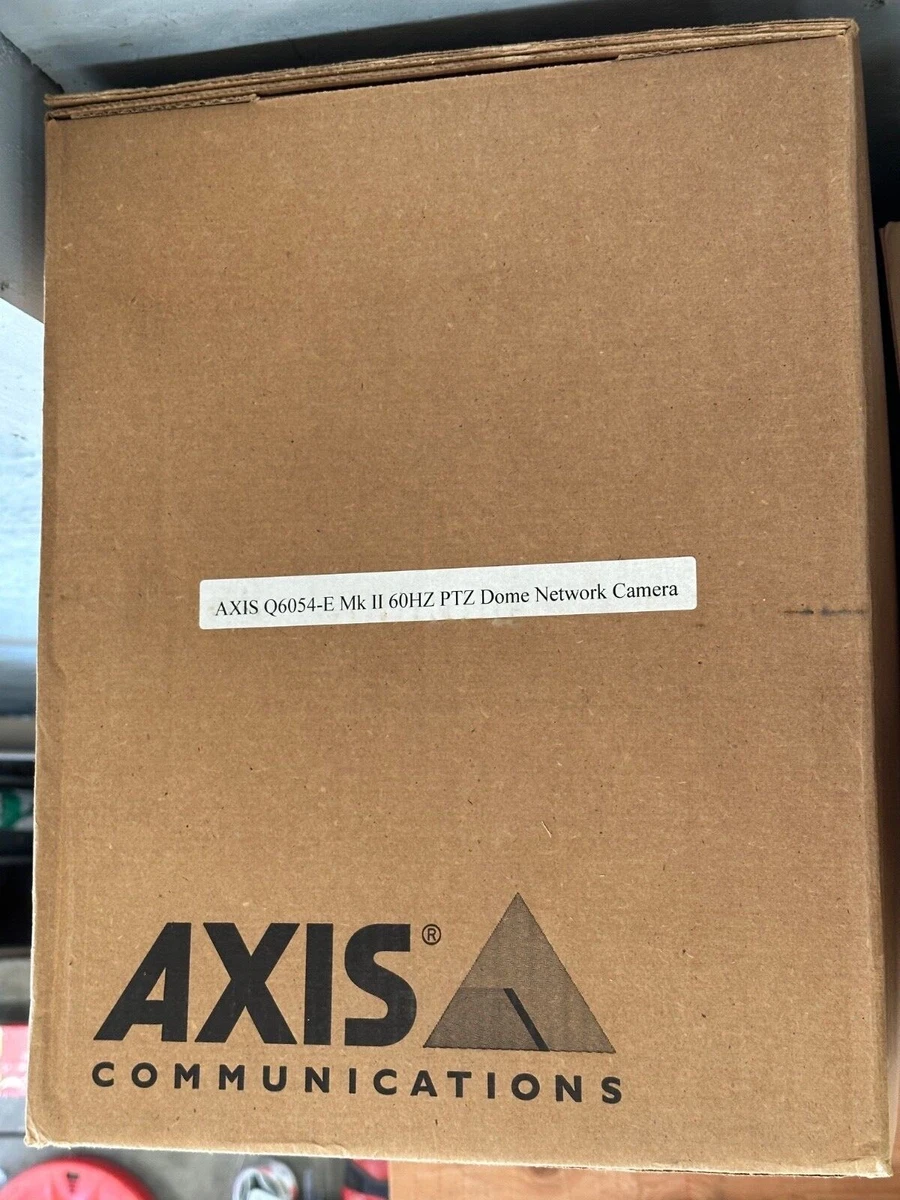 AXIS Q6054-E Mk II 60HZ PTZ Dome Network Camera
AXIS®
COMMUNICATIONS